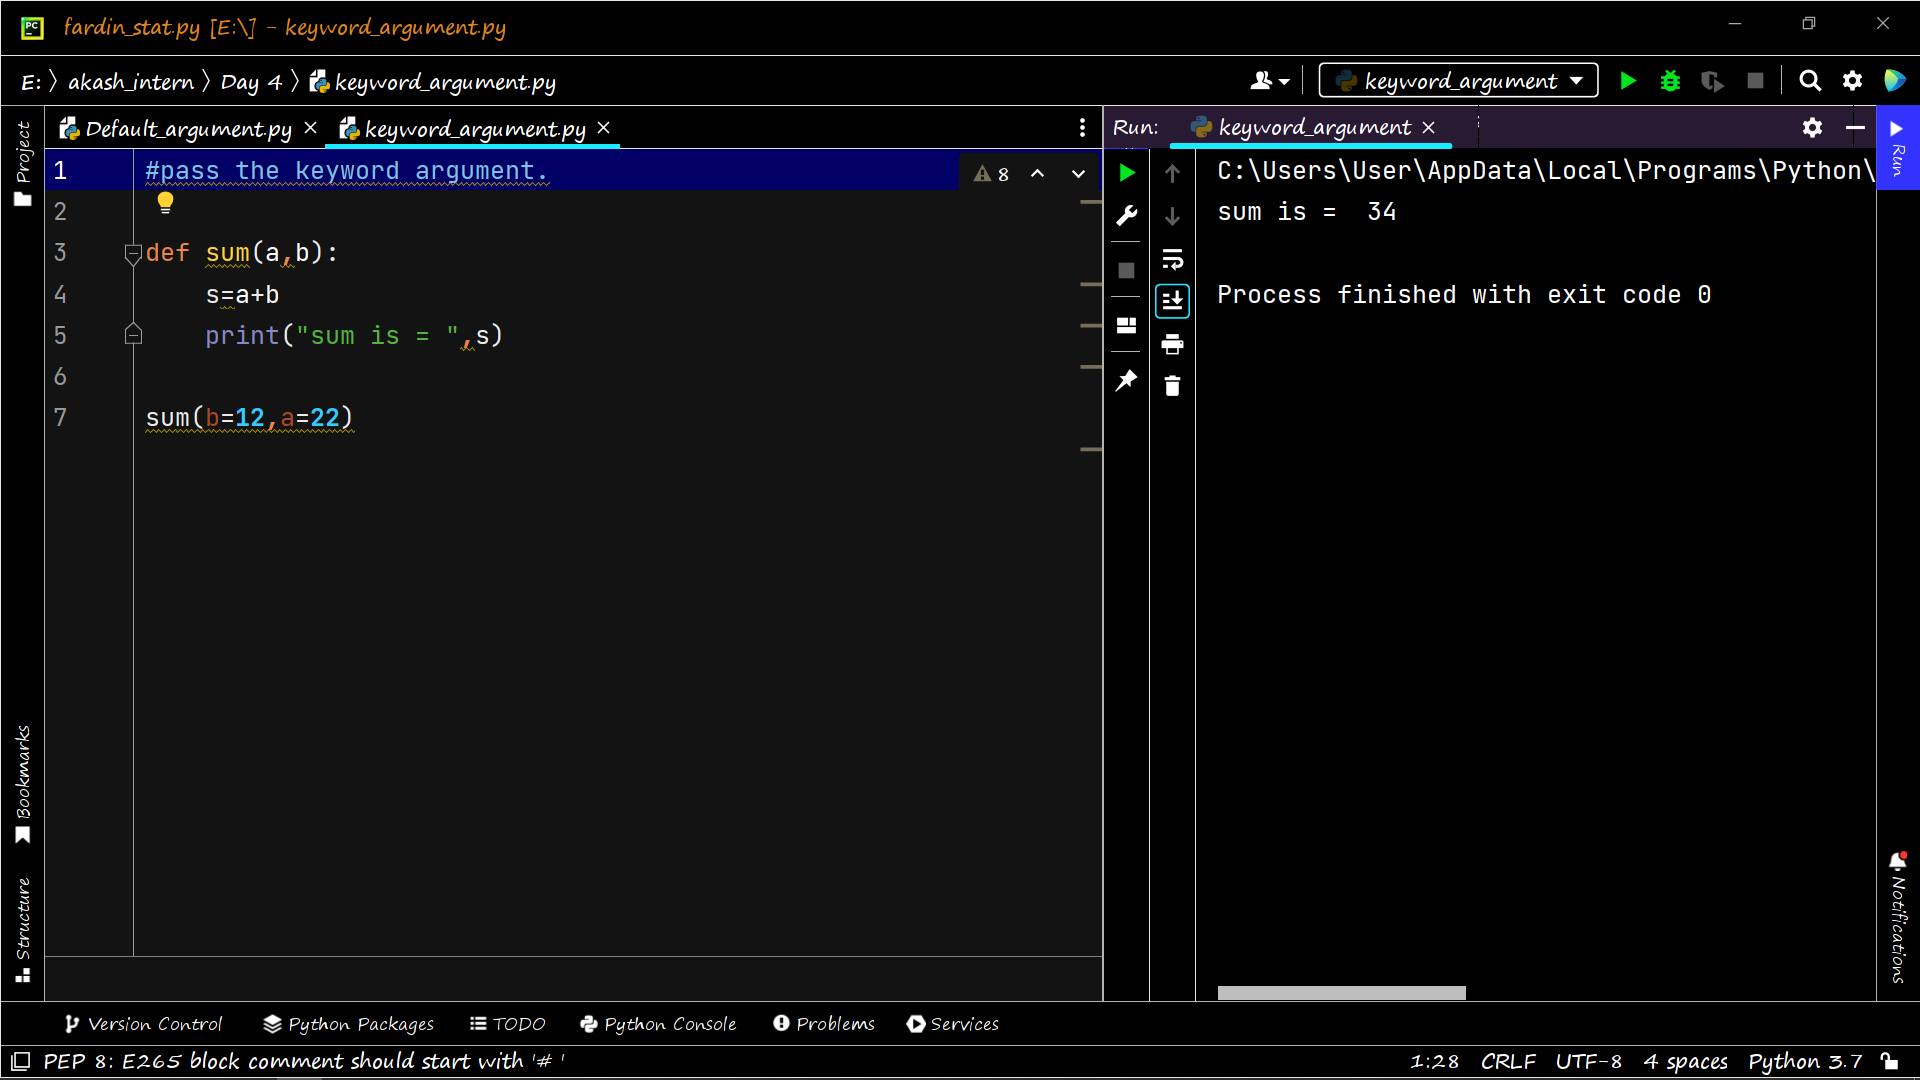 fardin_stat.py [E:\] - keyword_argument.py
E: akash_intern Day 4 keyword_argument.py
keyword_argument
Project
Default_argument.py
keyword_argument.py
1 #pass the keyword argument.
8
2
3 def sum(a,b):
4     s=a+b
5     print("sum is = ",s)
6
7 sum(b=12,a=22)
Run: keyword_argument
C:\Users\User\AppData\Local\Programs\Python\
sum is =  34
Process finished with exit code 0
Run
Bookmarks
Structure
Notifications
Version Control Python Packages TODO Python Console Problems Services
PEP 8: E265 block comment should start with '# '
1:28 CRLF UTF-8 4 spaces Python 3.7